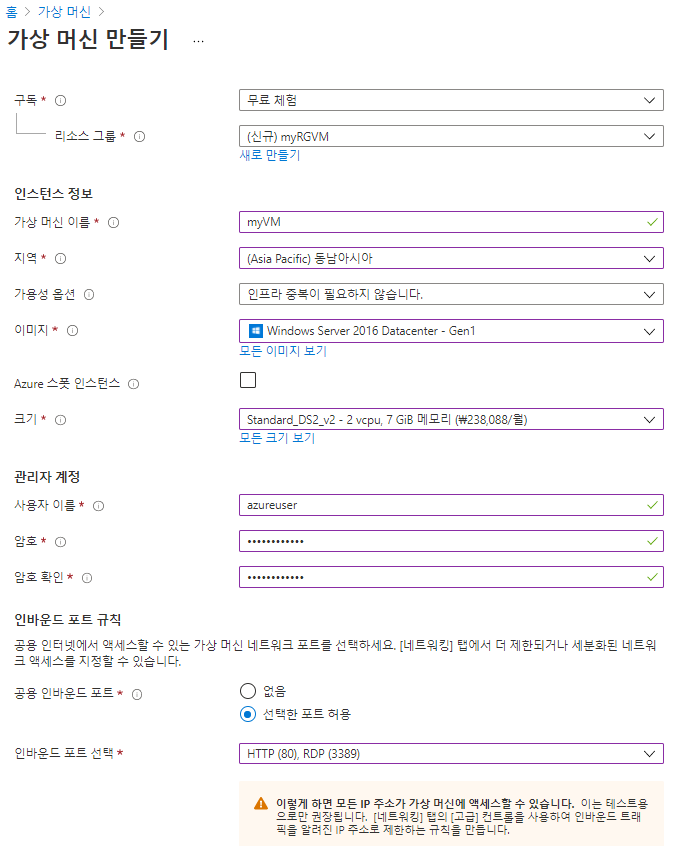 홈 > 가상 머신 >
가상 머신 만들기 ...
구독 * 무료 체험
리소스 그룹 * (신규) myRGVM
새로 만들기
인스턴스 정보
가상 머신 이름 * myVM
지역 * (Asia Pacific) 동남아시아
가용성 옵션 인프라 중복이 필요하지 않습니다.
이미지 * Windows Server 2016 Datacenter - Gen1
모든 이미지 보기
Azure 스폿 인스턴스
크기 * Standard_DS2_v2 - 2 vcpu, 7 GiB 메모리 (₩238,088/월)
모든 크기 보기
관리자 계정
사용자 이름 * azureuser
암호 * ••••••••••••
암호 확인 * ••••••••••••
인바운드 포트 규칙
공용 인터넷에서 액세스할 수 있는 가상 머신 네트워크 포트를 선택하세요. [네트워킹] 탭에서 더 제한되거나 세분화된 네트워
크 액세스를 지정할 수 있습니다.
공용 인바운드 포트 * 없음
선택한 포트 허용
인바운드 포트 선택 * HTTP (80), RDP (3389)
이렇게 하면 모든 IP 주소가 가상 머신에 액세스할 수 있습니다. 이는 테스트용
으로만 권장됩니다. [네트워킹] 탭의 [고급] 컨트롤을 사용하여 인바운드 트래
픽을 알려진 IP 주소로 제한하는 규칙을 만듭니다.